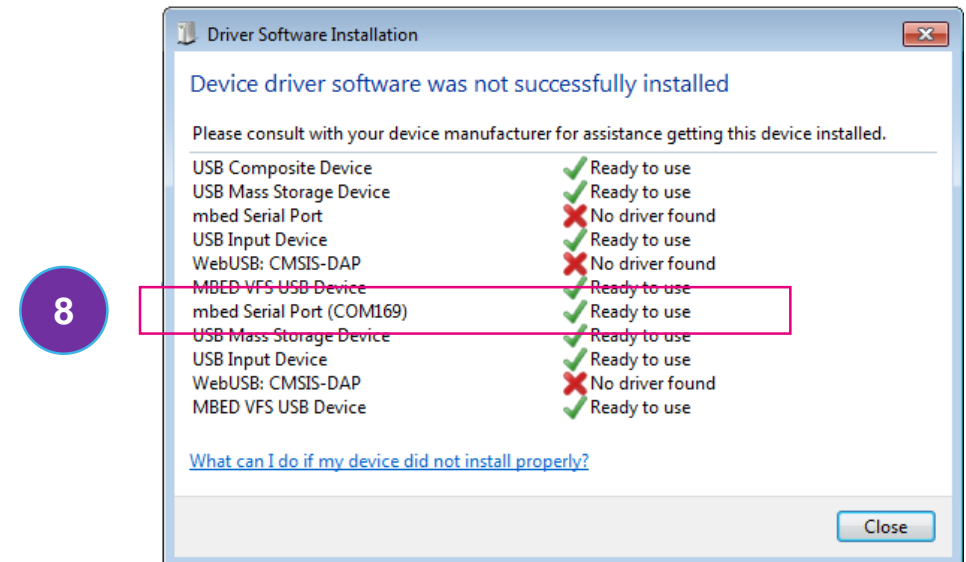 Driver Software Installation
Device driver software was not successfully installed
Please consult with your device manufacturer for assistance getting this device installed.
USB Composite Device Ready to use
USB Mass Storage Device Ready to use
mbed Serial Port No driver found
USB Input Device Ready to use
WebUSB: CMSIS-DAP No driver found
MBED VFS USB Device Ready to use
8
mbed Serial Port (COM169) Ready to use
USB Mass Storage Device Ready to use
USB Input Device Ready to use
WebUSB: CMSIS-DAP No driver found
MBED VFS USB Device Ready to use
What can I do if my device did not install properly?
Close